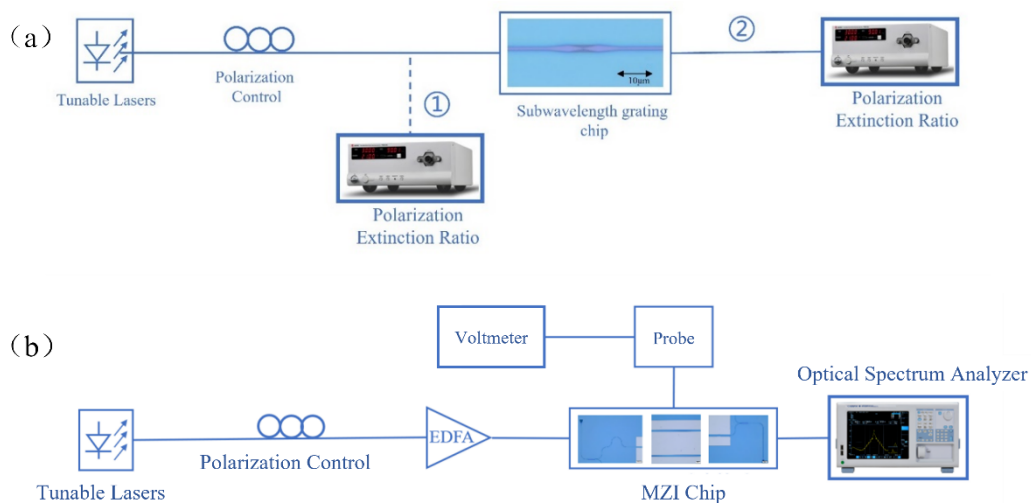 (a)
Tunable Lasers
Polarization
Control
①
Polarization
Extinction Ratio
10μm
Subwavelength grating
chip
②
Polarization
Extinction Ratio
(b)
Voltmeter
Probe
Optical Spectrum Analyzer
EDFA
Polarization Control
Tunable Lasers
MZI Chip